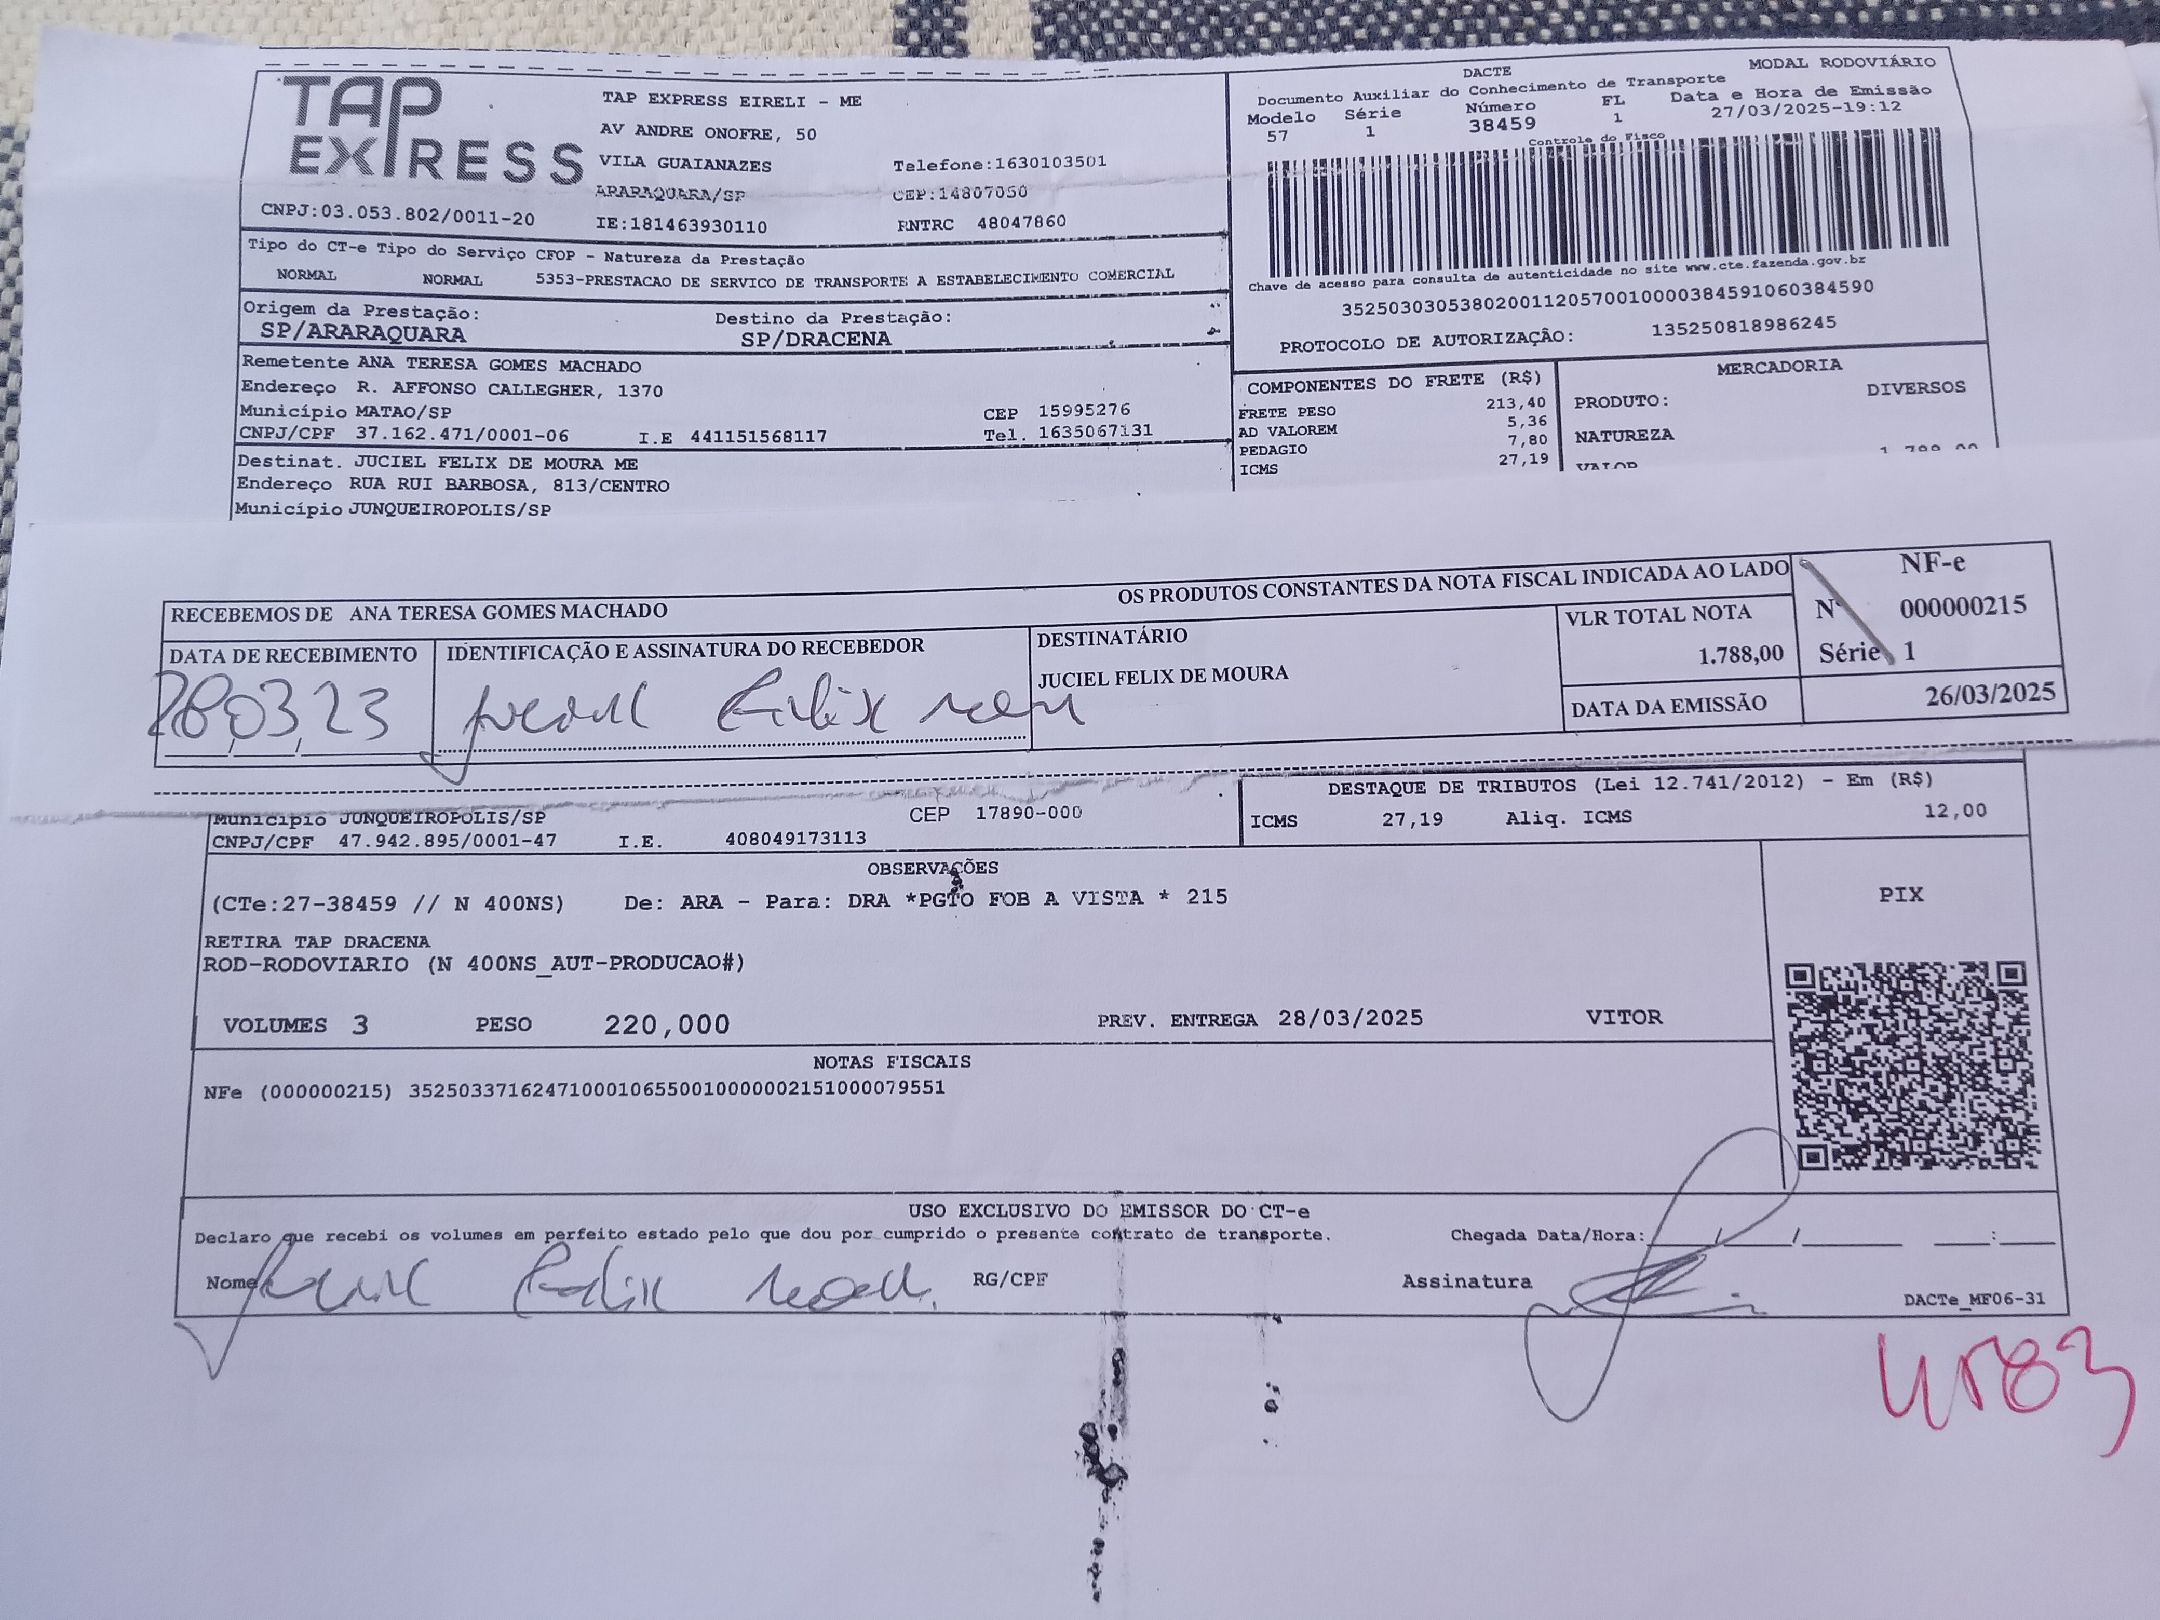 TAP EXPRESS
TAP EXPRESS EIRELI - ME
AV ANDRE ONOFRE, 50
VILA GUAIANAZES Telefone:1630103501
ARARAQUARA/SP CEP:14807050
CNPJ:03.053.802/0011-20 IE:181463930110 RNTRC 48047860
DACTE MODAL RODOVIÁRIO
Documento Auxiliar do Conhecimento de Transporte
Modelo Série Número FL Data e Hora de Emissão
57 1 38459 1 27/03/2025-19:12
Controle do Fisco
Chave de acesso para consulta de autenticidade no site www.cte.fazenda.gov.br
35250303053802001120570010000384591060384590
PROTOCOLO DE AUTORIZAÇÃO: 135250818986245
Tipo do CT-e Tipo do Serviço CFOP - Natureza da Prestação
NORMAL NORMAL 5353-PRESTACAO DE SERVICO DE TRANSPORTE A ESTABELECIMENTO COMERCIAL
Origem da Prestação: Destino da Prestação:
SP/ARARAQUARA SP/DRACENA
Remetente ANA TERESA GOMES MACHADO
Endereço R. AFFONSO CALLEGHER, 1370
Município MATAO/SP CEP 15995276
CNPJ/CPF 37.162.471/0001-06 I.E 441151568117 Tel. 1635067131
Destinat. JUCIEL FELIX DE MOURA ME
Endereço RUA RUI BARBOSA, 813/CENTRO
Município JUNQUEIROPOLIS/SP
COMPONENTES DO FRETE (R$)
FRETE PESO 213,40
AD VALOREM 5,36
PEDAGIO 7,80
ICMS 27,19
MERCADORIA
PRODUTO: DIVERSOS
NATUREZA
VALOR
RECEBEMOS DE ANA TERESA GOMES MACHADO OS PRODUTOS CONSTANTES DA NOTA FISCAL INDICADA AO LADO
DATA DE RECEBIMENTO
280323
IDENTIFICAÇÃO E ASSINATURA DO RECEBEDOR
Felix
DESTINATÁRIO
JUCIEL FELIX DE MOURA
VLR TOTAL NOTA
1.788,00
DATA DA EMISSÃO 26/03/2025
NF-e
Nº 000000215
Série 1
Município JUNQUEIROPOLIS/SP CEP 17890-000
CNPJ/CPF 47.942.895/0001-47 I.E. 408049173113
DESTAQUE DE TRIBUTOS (Lei 12.741/2012) - Em (R$)
ICMS 27,19 Aliq. ICMS 12,00
OBSERVAÇÕES
(CTe:27-38459 // N 400NS) De: ARA - Para: DRA *PGTO FOB A VISTA * 215
RETIRA TAP DRACENA
ROD-RODOVIARIO (N 400NS_AUT-PRODUCAO#)
VOLUMES 3 PESO 220,000 PREV. ENTREGA 28/03/2025 VITOR
PIX
NOTAS FISCAIS
NFe (000000215) 35250337162471000106550010000002151000079551
USO EXCLUSIVO DO EMISSOR DO CT-e
Declaro que recebi os volumes em perfeito estado pelo que dou por cumprido o presente contrato de transporte. Chegada Data/Hora:____/____/____ ___:___
Nome Felix RG/CPF Assinatura
DACTe_MF06-31